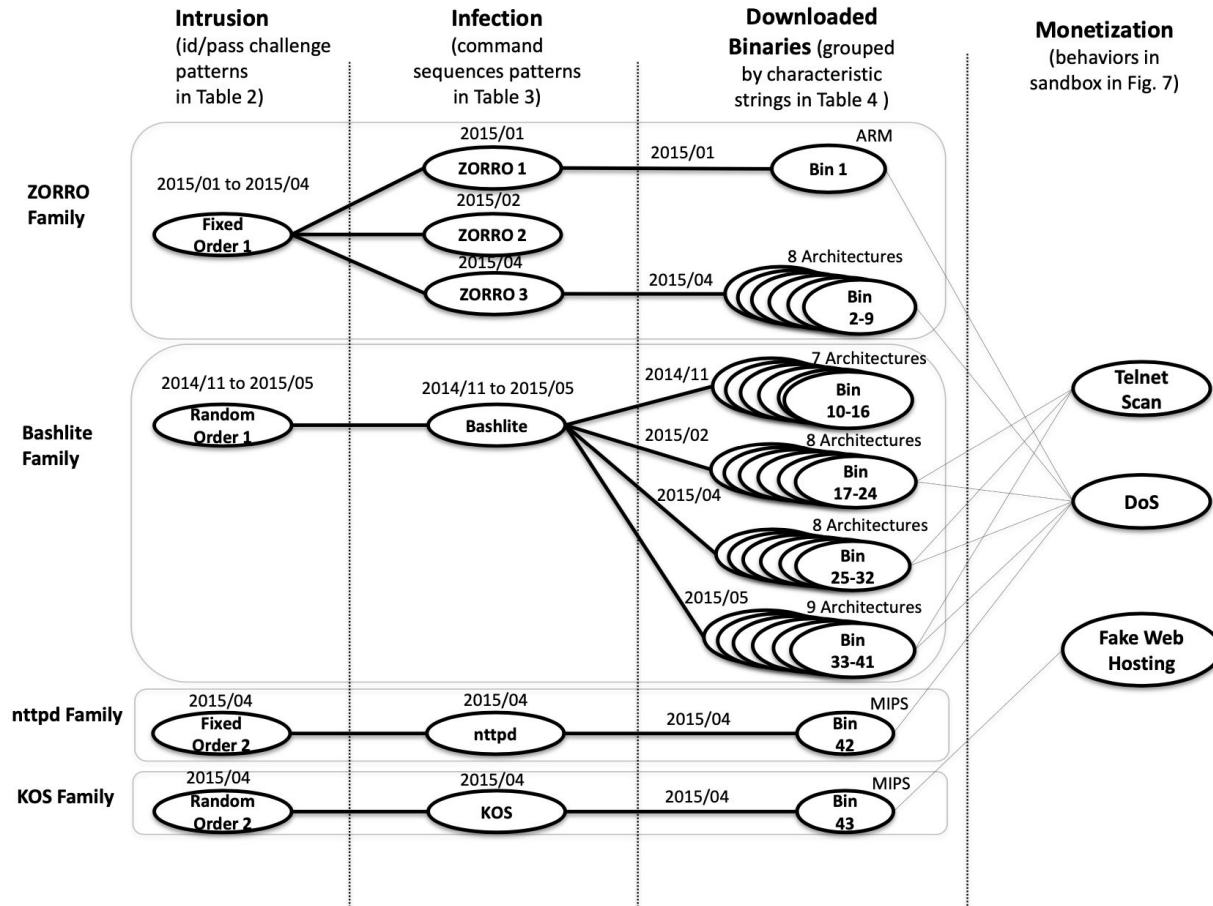 Intrusion
(id/pass challenge
patterns
in Table 2)
Infection
(command
sequences patterns
in Table 3)
Downloaded
Binaries (grouped
by characteristic
strings in Table 4 )
Monetization
(behaviors in
sandbox in Fig. 7)
ZORRO
Family
2015/01 to 2015/04
Fixed
Order 1
2015/01
ZORRO 1
2015/02
ZORRO 2
2015/04
ZORRO 3
2015/01
ARM
Bin 1
2015/04
8 Architectures
Bin
2-9
Bashlite
Family
2014/11 to 2015/05
Random
Order 1
2014/11 to 2015/05
Bashlite
2014/11
7 Architectures
Bin
10-16
2015/02
8 Architectures
Bin
17-24
2015/04
8 Architectures
Bin
25-32
2015/05
9 Architectures
Bin
33-41
Telnet
Scan
DoS
Fake Web
Hosting
nttpd Family
2015/04
Fixed
Order 2
2015/04
nttpd
2015/04
MIPS
Bin
42
KOS Family
2015/04
Random
Order 2
2015/04
KOS
2015/04
MIPS
Bin
43